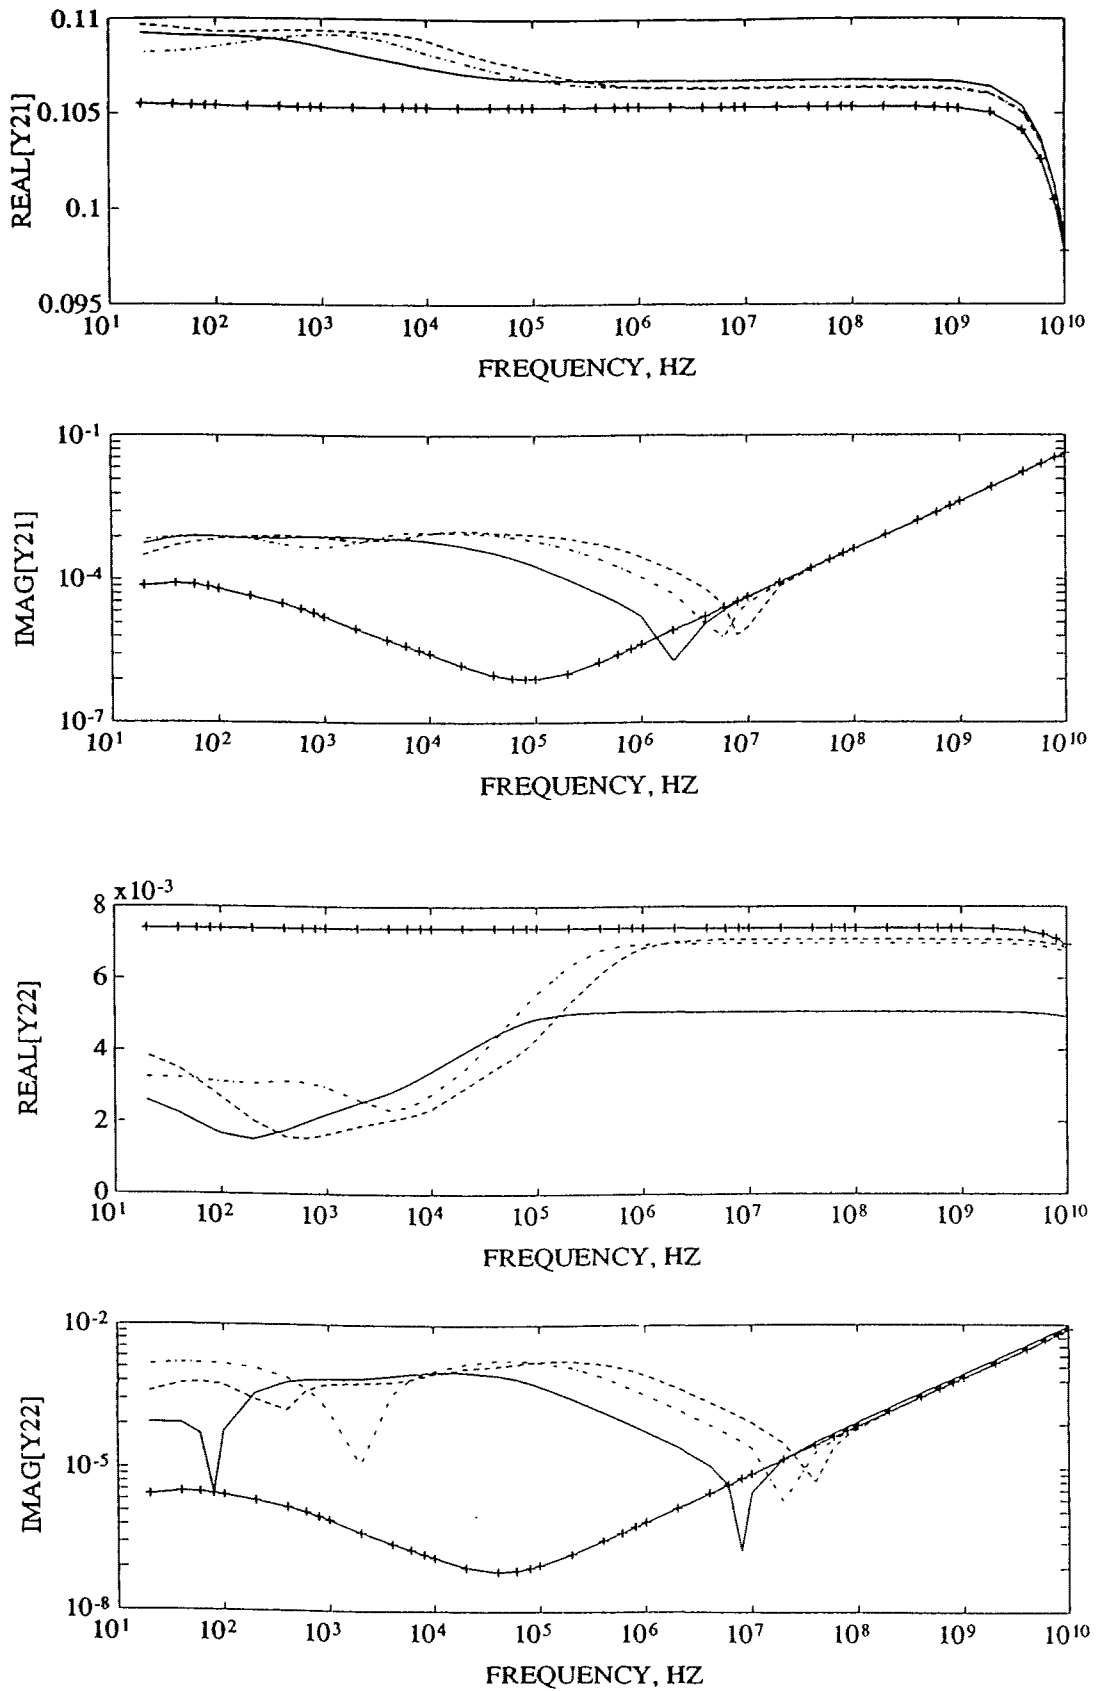 0.11
0.105
0.1
0.095
REAL[Y21]
10¹ 10² 10³ 10⁴ 10⁵ 10⁶ 10⁷ 10⁸ 10⁹ 10¹⁰
FREQUENCY, HZ
10⁻¹
10⁻⁴
10⁻⁷
IMAG[Y21]
10¹ 10² 10³ 10⁴ 10⁵ 10⁶ 10⁷ 10⁸ 10⁹ 10¹⁰
FREQUENCY, HZ
x10⁻³
8
6
4
2
0
REAL[Y22]
10¹ 10² 10³ 10⁴ 10⁵ 10⁶ 10⁷ 10⁸ 10⁹ 10¹⁰
FREQUENCY, HZ
10⁻²
10⁻⁵
10⁻⁸
IMAG[Y22]
10¹ 10² 10³ 10⁴ 10⁵ 10⁶ 10⁷ 10⁸ 10⁹ 10¹⁰
FREQUENCY, HZ